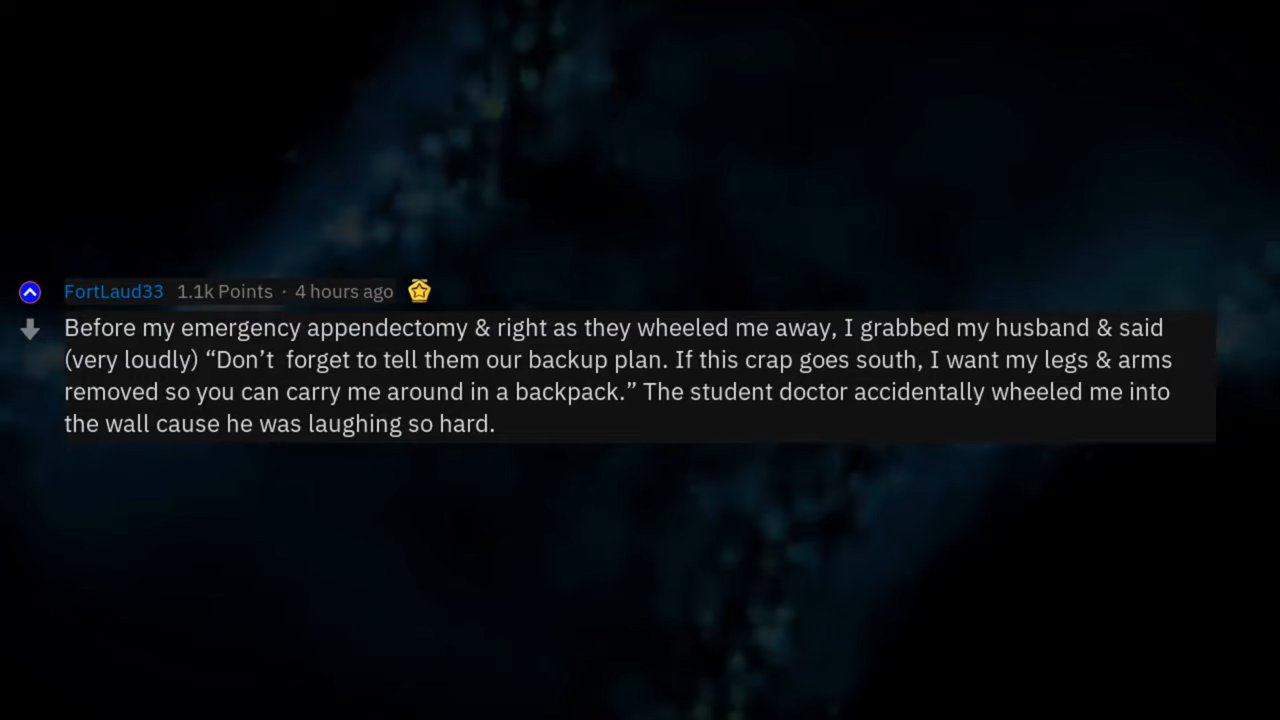 FortLaud33 1.1k Points · 4 hours ago
Before my emergency appendectomy & right as they wheeled me away, I grabbed my husband & said
(very loudly) “Don’t forget to tell them our backup plan. If this crap goes south, I want my legs & arms
removed so you can carry me around in a backpack.” The student doctor accidentally wheeled me into
the wall cause he was laughing so hard.